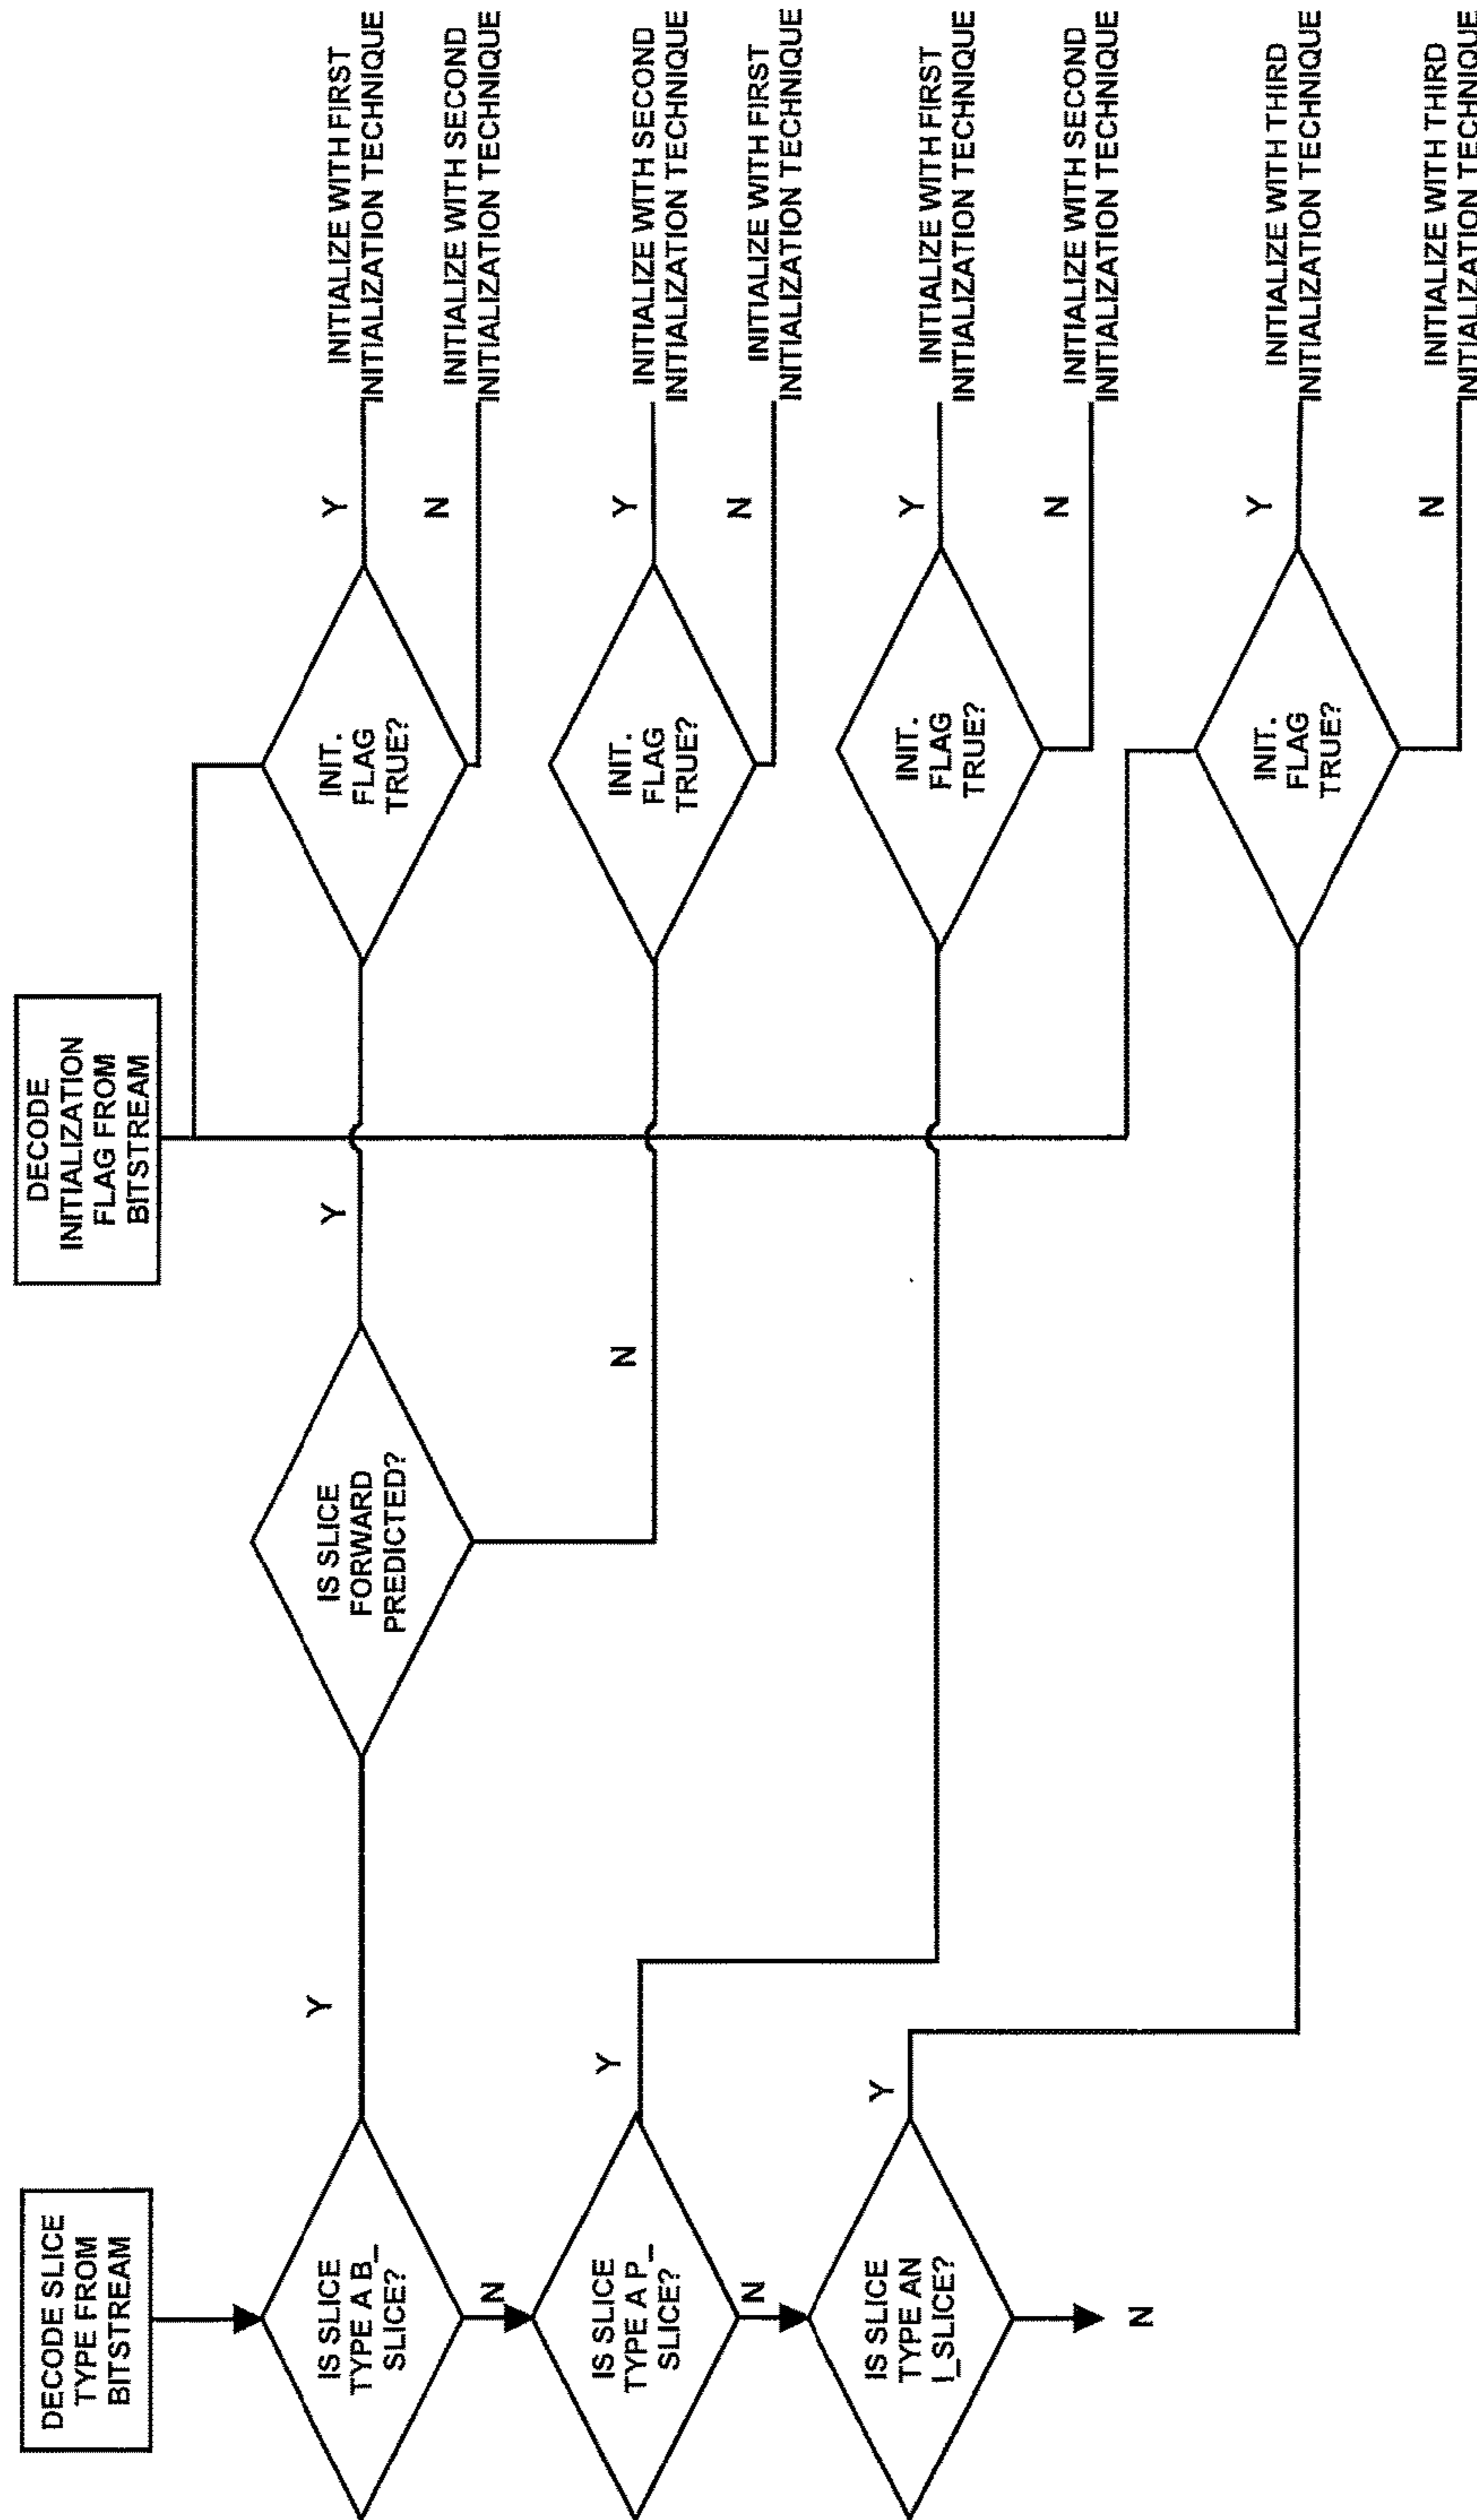 DECODE SLICE
TYPE FROM
BITSTREAM
DECODE
INITIALIZATION
FLAG FROM
BITSTREAM
IS SLICE
TYPE A B_
SLICE?
Y
N
IS SLICE
FORWARD
PREDICTED?
Y
N
INIT.
FLAG
TRUE?
Y
INITIALIZE WITH FIRST
INITIALIZATION TECHNIQUE
N
INITIALIZE WITH SECOND
INITIALIZATION TECHNIQUE
INIT.
FLAG
TRUE?
Y
INITIALIZE WITH SECOND
INITIALIZATION TECHNIQUE
N
INITIALIZE WITH FIRST
INITIALIZATION TECHNIQUE
IS SLICE
TYPE A P_
SLICE?
Y
N
INIT.
FLAG
TRUE?
Y
INITIALIZE WITH FIRST
INITIALIZATION TECHNIQUE
N
INITIALIZE WITH SECOND
INITIALIZATION TECHNIQUE
IS SLICE
TYPE AN
I_SLICE?
Y
N
INIT.
FLAG
TRUE?
Y
INITIALIZE WITH THIRD
INITIALIZATION TECHNIQUE
N
INITIALIZE WITH THIRD
INITIALIZATION TECHNIQUE